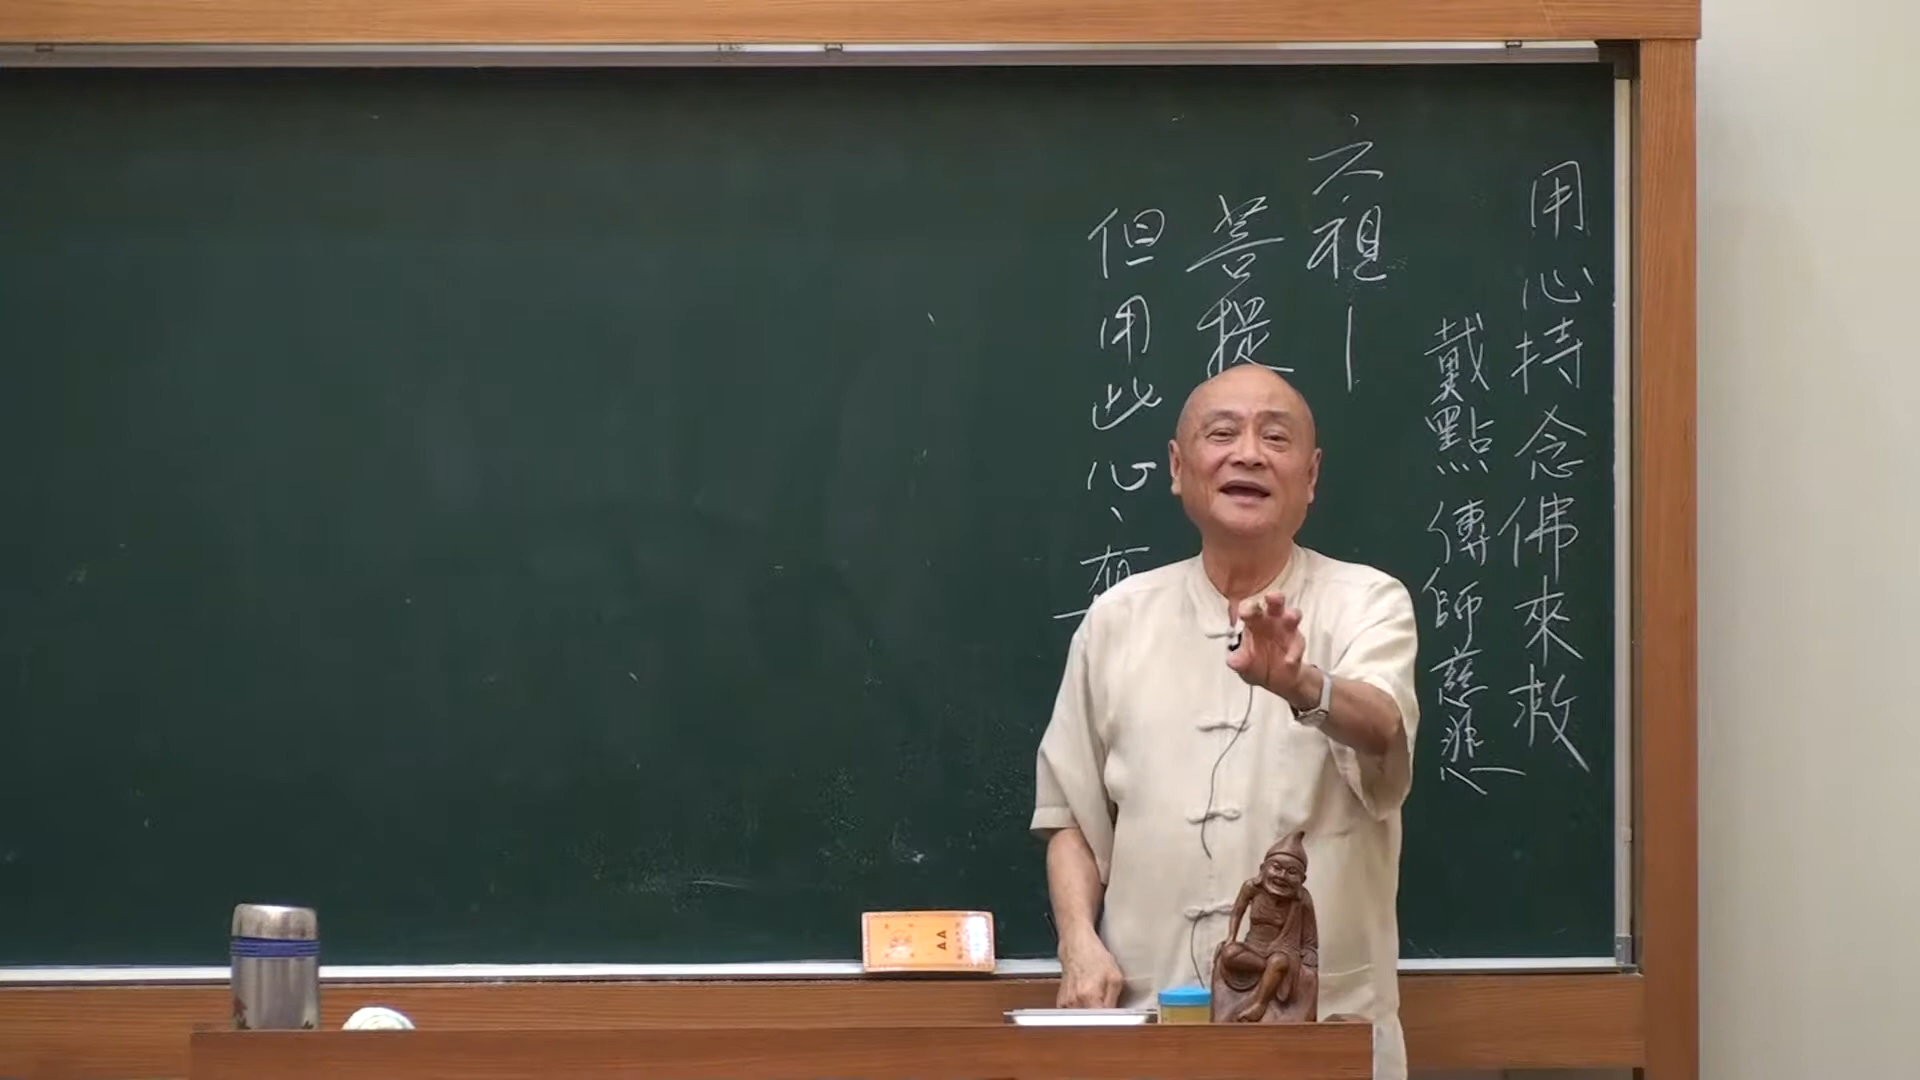 用心持念佛來救
戴點傳師慈悲
六祖—
菩提
但用此心、直